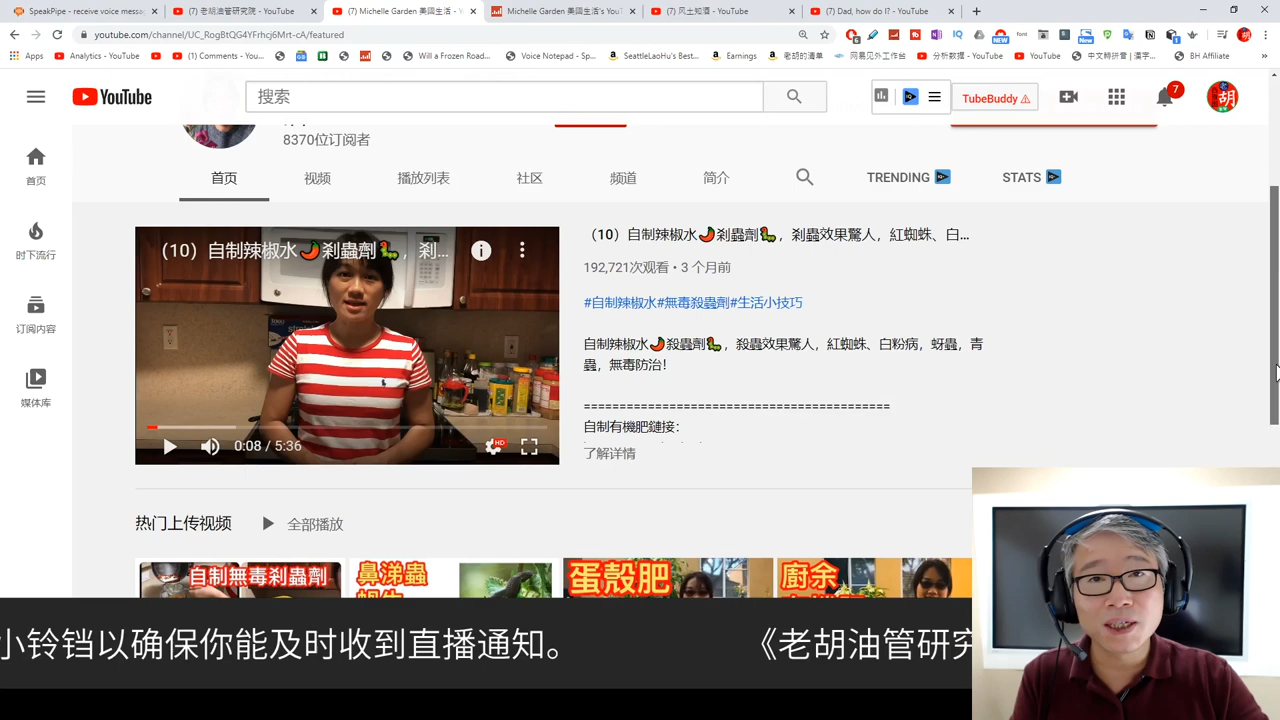 SpeakPipe - receive voice messag
(7) 老胡油管研究院 - YouTube
(7) Michelle Garden 美國生活 -
Michelle Garden 美國生活's YouT
(7) 风土知酒 - YouTube
(7) Dad, how do I? - YouTube
youtube.com/channel/UC_RogBtQG4YFrhcj6Mrt-cA/featured
Apps
Analytics - YouTube
(1) Comments - YouT...
Will a Frozen Road...
Voice Notepad - Sp...
SeattleLaoHu's Best...
Earnings
老胡的清单
网易见外工作台
分析数据 - YouTube
YouTube
中文轉拼音 | 漢字...
BH Affiliate
YouTube
搜索
TubeBuddy
7
8370位订阅者
首页
视频
播放列表
社区
频道
简介
TRENDING
STATS
首页
时下流行
订阅内容
媒体库
（10）自制辣椒水🌶️剎蟲劑🐛，剎...
0:08 / 5:36
HD
（10）自制辣椒水🌶️剎蟲劑🐛，剎蟲效果驚人，紅蜘蛛、白...
192,721次观看 • 3 个月前
#自制辣椒水#無毒殺蟲劑#生活小技巧
自制辣椒水🌶️殺蟲劑🐛，殺蟲效果驚人，紅蜘蛛、白粉病，蚜蟲，青
蟲，無毒防治！
==========================================
自制有機肥鏈接：
了解详情
热门上传视频
全部播放
自制無毒剎蟲劑
鼻涕蟲
蛋殼肥
廚余
小铃铛以确保你能及时收到直播通知。
《老胡油管研究